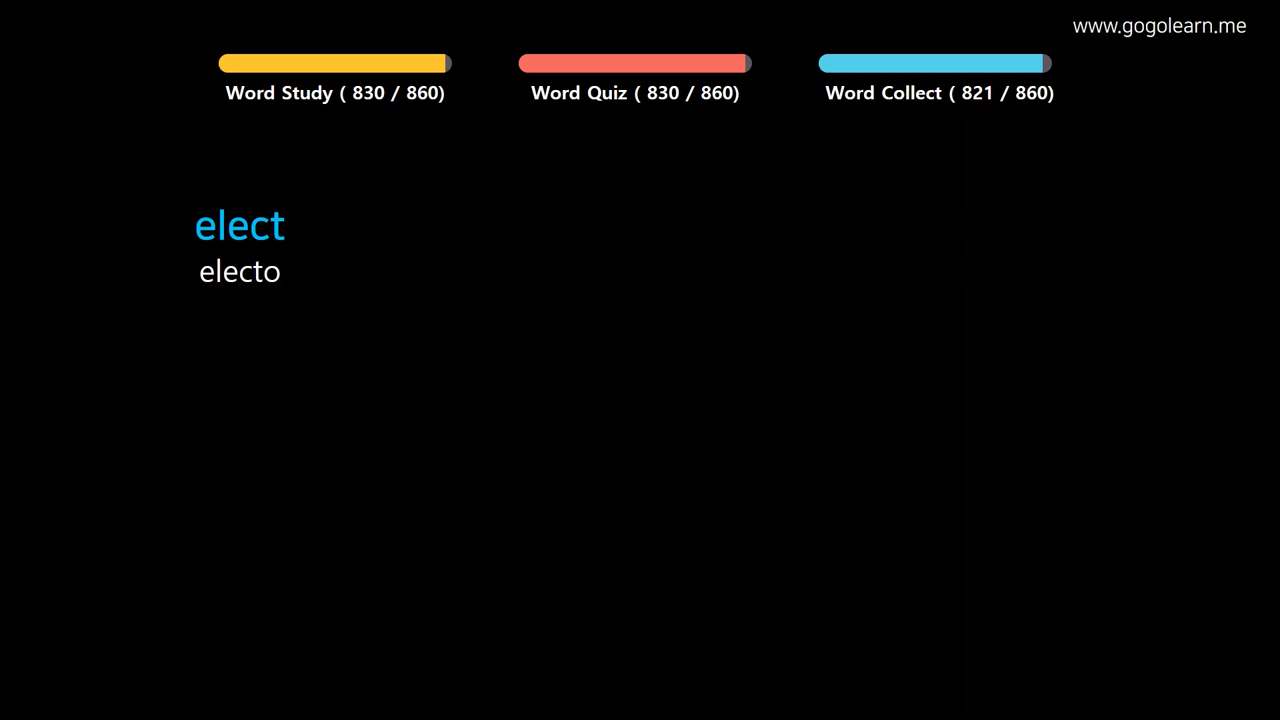 www.gogolearn.me
Word Study ( 830 / 860)
Word Quiz ( 830 / 860)
Word Collect ( 821 / 860)
elect
electo